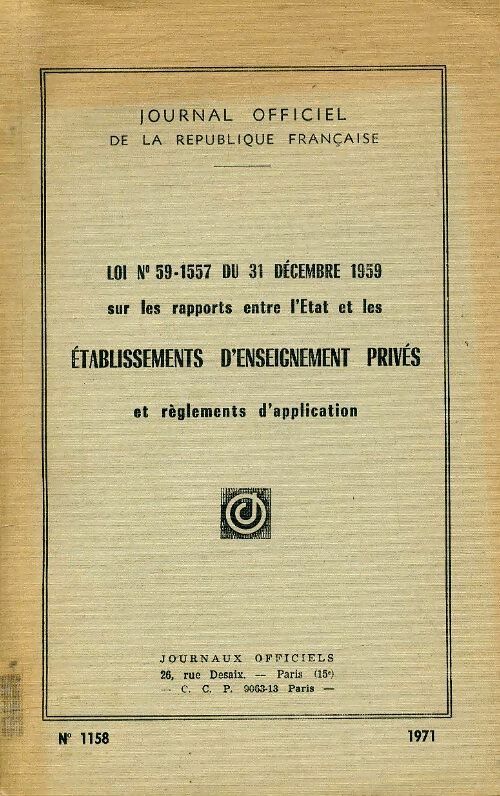 JOURNAL OFFICIEL
DE LA REPUBLIQUE FRANÇAISE
LOI Nº 59-1557 DU 31 DÉCEMBRE 1959
sur les rapports entre l'Etat et les
ÉTABLISSEMENTS D'ENSEIGNEMENT PRIVÉS
et règlements d'application
JOURNAUX OFFICIELS
26, rue Desaix. — Paris (15e)
— C. C. P. 9063-13 Paris —
Nº 1158 1971